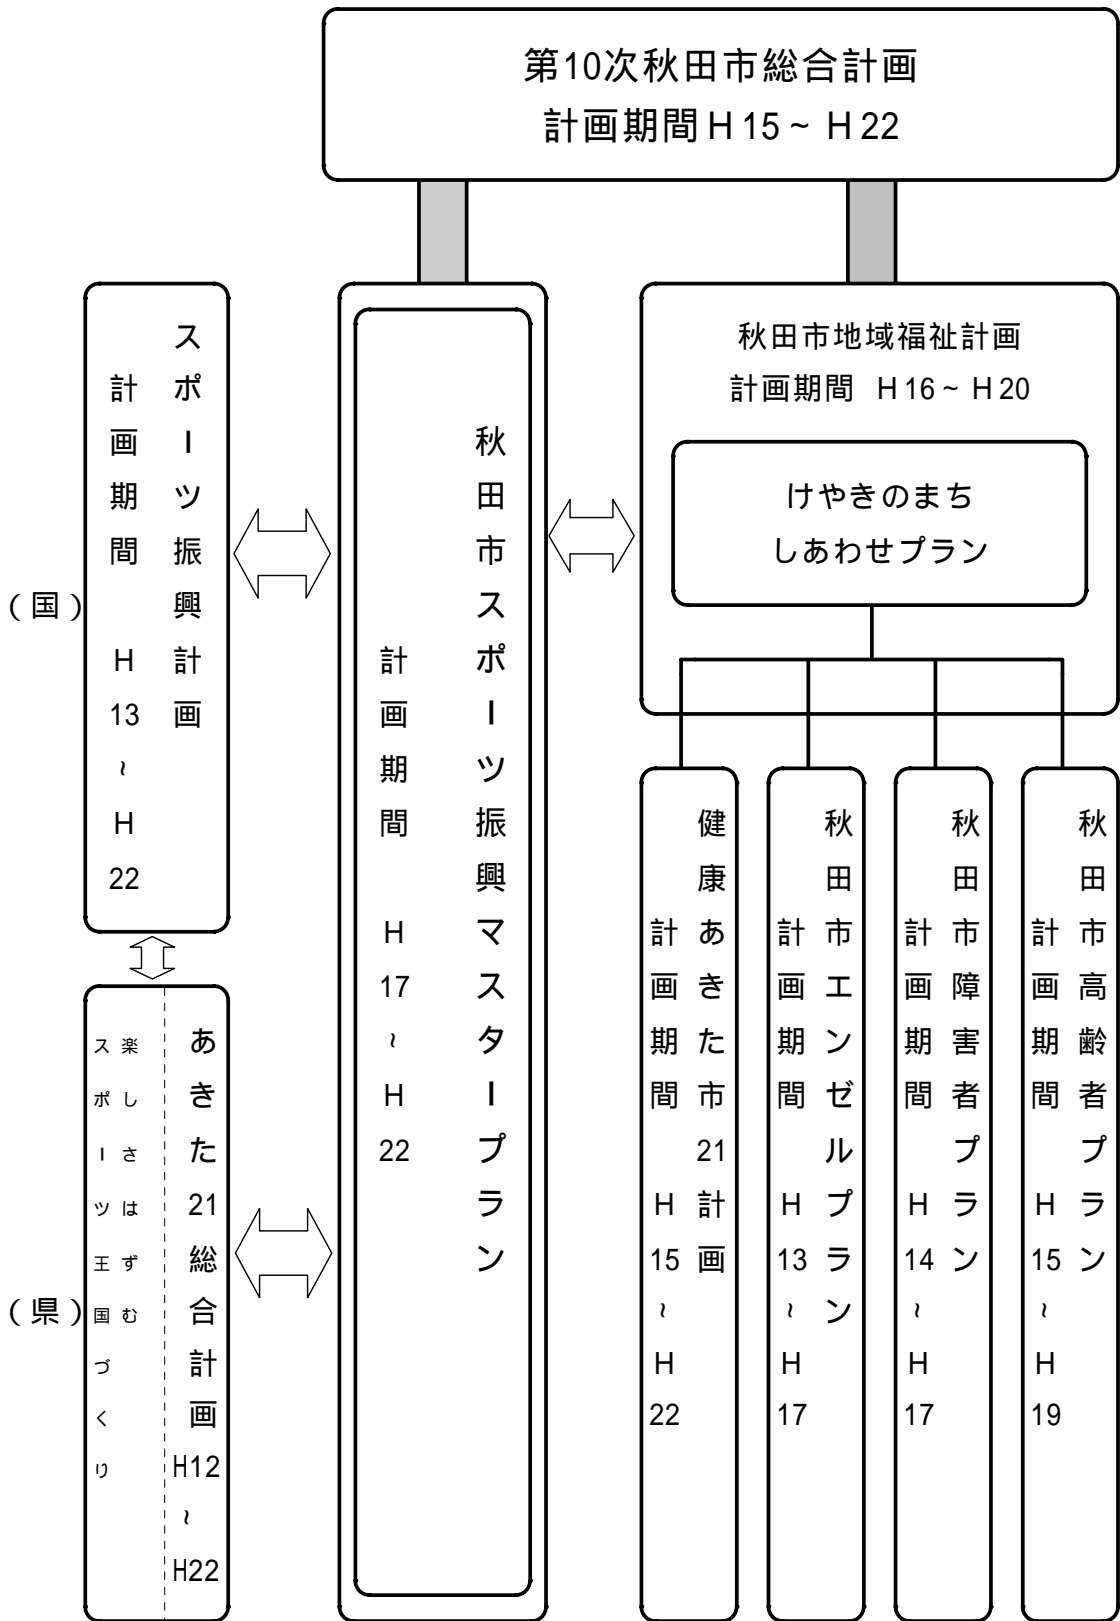 第10次秋田市総合計画
計画期間H15~H22
(国)
スポーツ振興計画
計画期間 H13~H22
(県)
あきた21総合計画H12~H22
楽しさはずむ
スポーツ王国づくり
秋田市スポーツ振興マスタープラン
計画期間 H17~H22
秋田市地域福祉計画
計画期間 H16~H20
けやきのまち
しあわせプラン
健康あきた市21計画
計画期間 H15~H22
秋田市エンゼルプラン
計画期間 H13~H17
秋田市障害者プラン
計画期間 H14~H17
秋田市高齢者プラン
計画期間 H15~H19